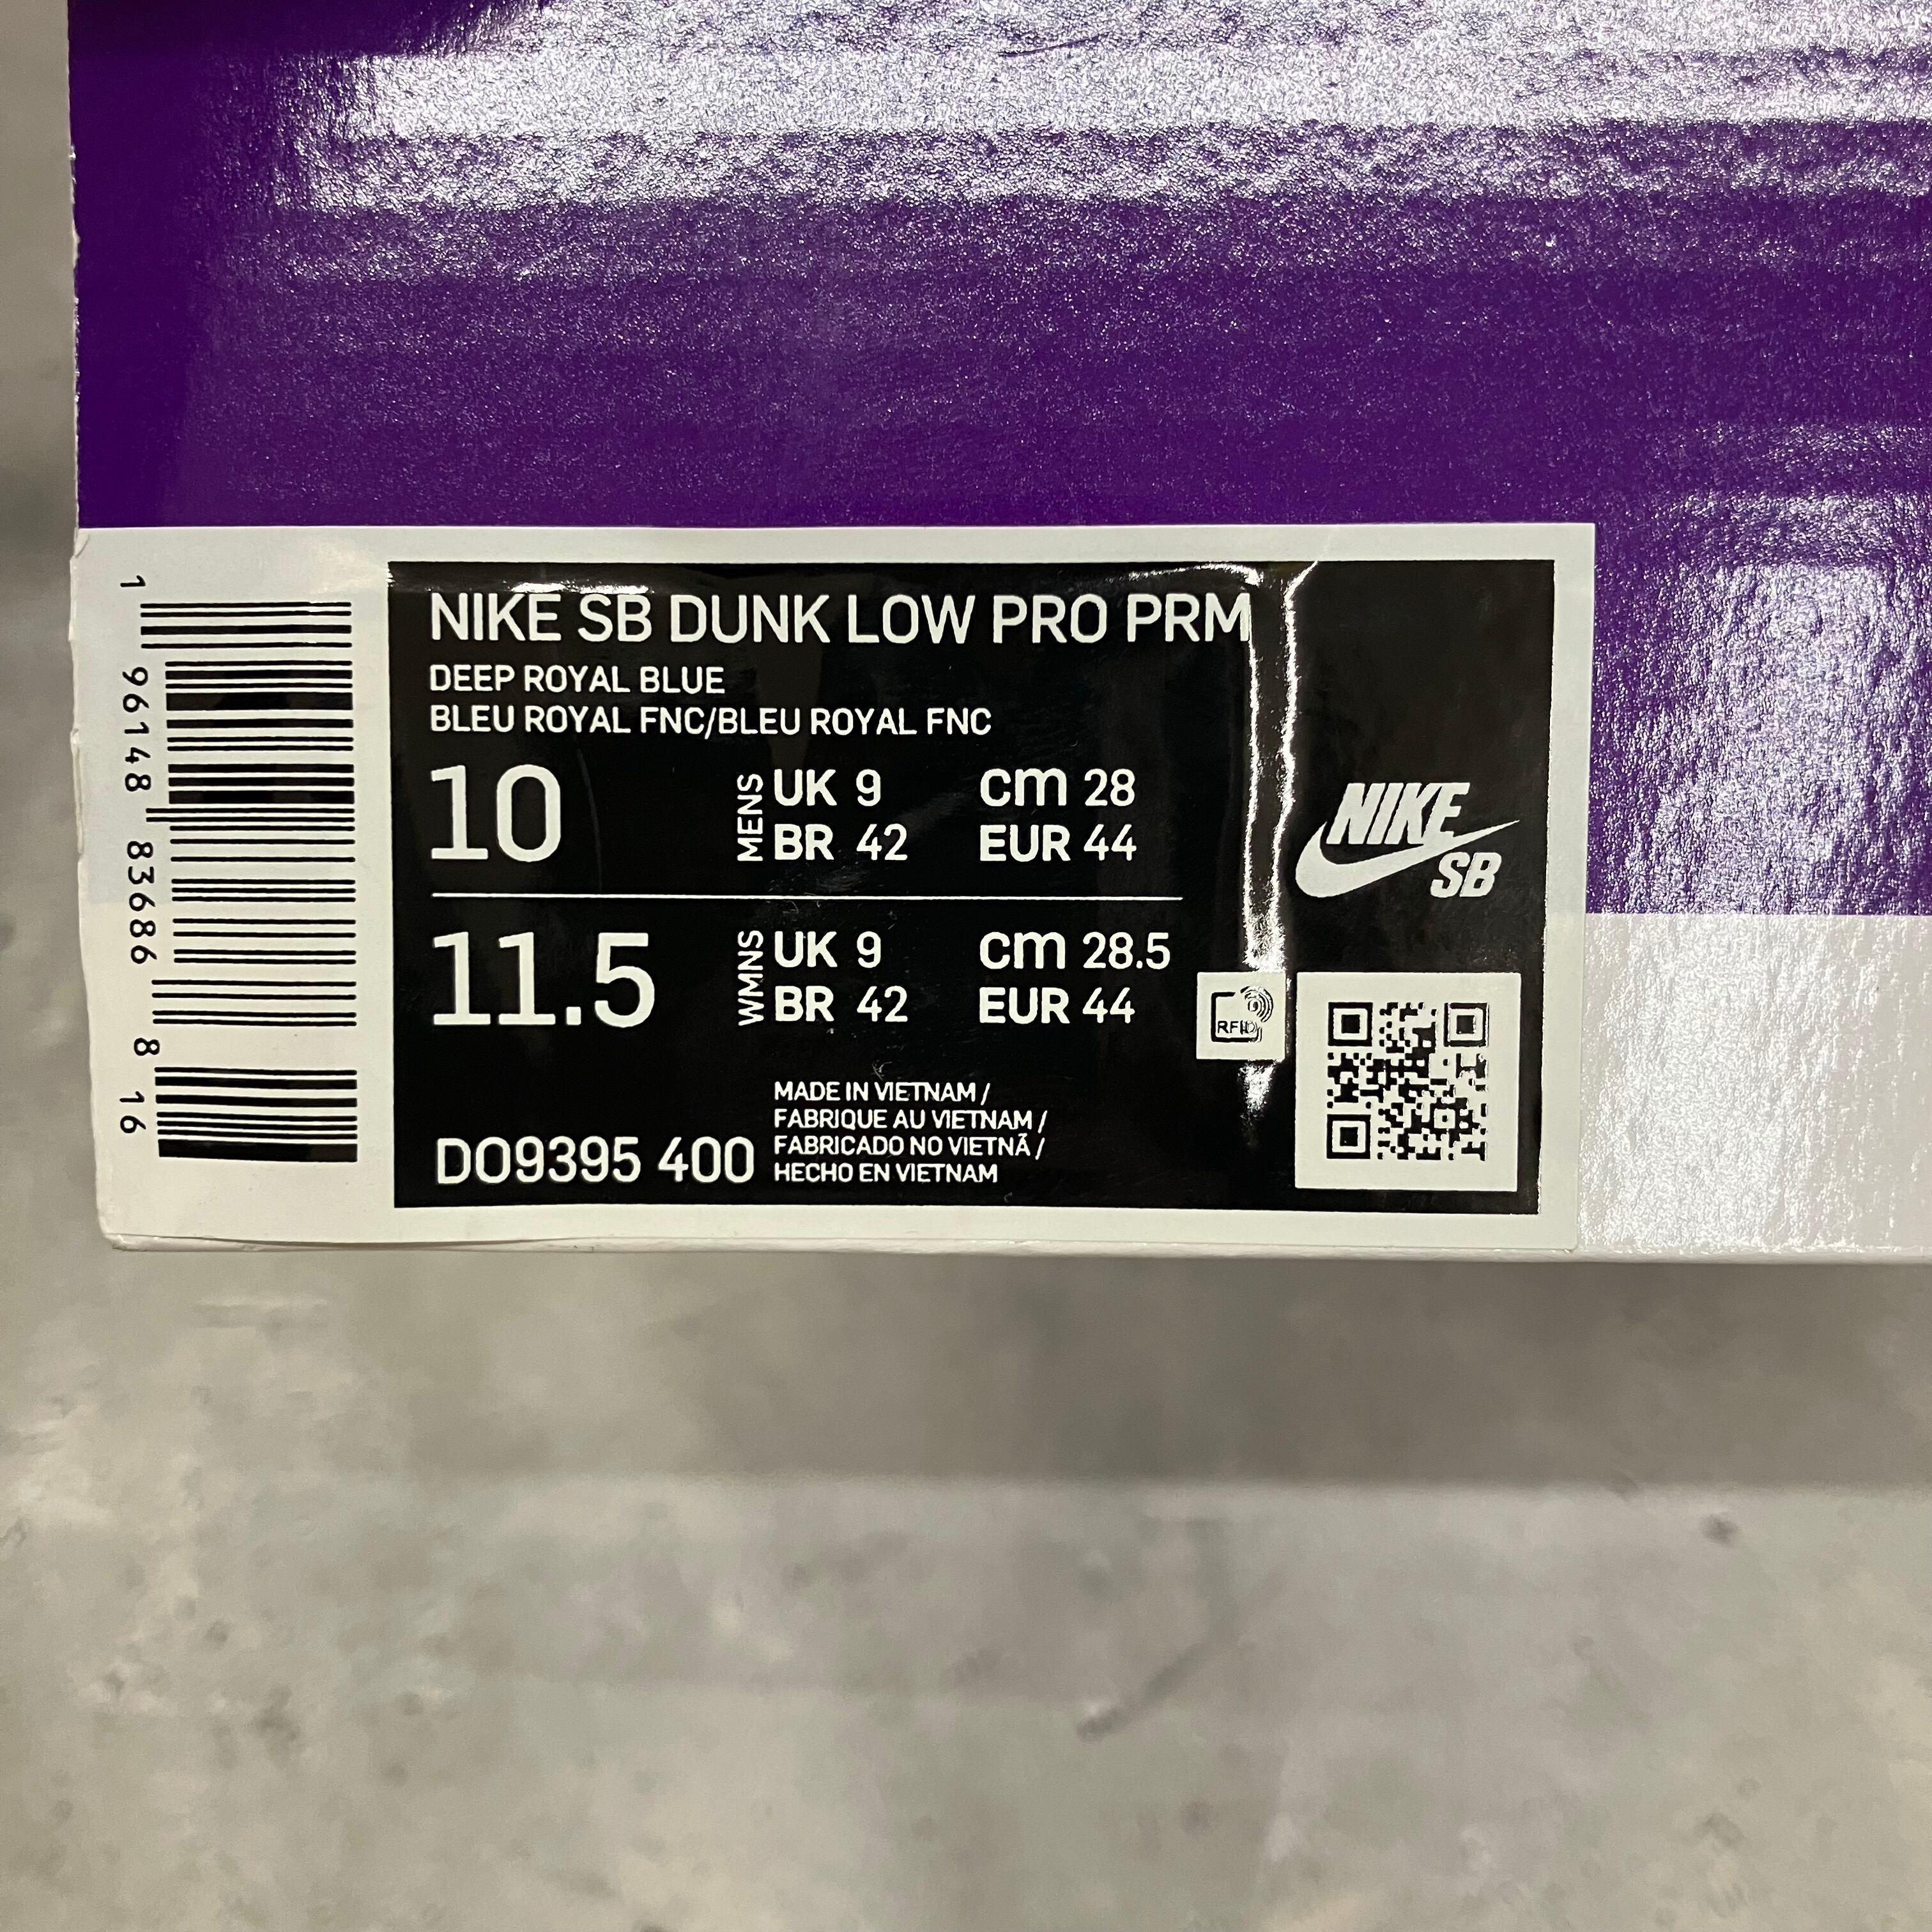 1 96148 83686 8 16
NIKE SB DUNK LOW PRO PRM
DEEP ROYAL BLUE
BLEU ROYAL FNC/BLEU ROYAL FNC
10 MENS UK 9 cm 28
BR 42 EUR 44
11.5 WMNS UK 9 cm 28.5
BR 42 EUR 44
NIKE
SB
RFID
MADE IN VIETNAM /
FABRIQUE AU VIETNAM /
FABRICADO NO VIETNÃ /
HECHO EN VIETNAM
DO9395 400